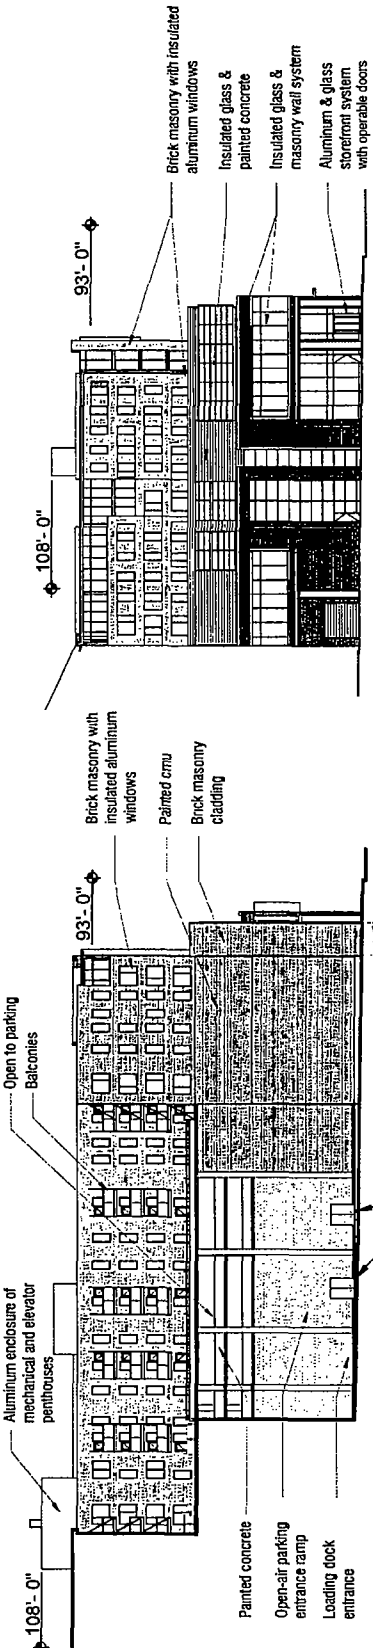 108'- 0"
Aluminum enclosure of
mechanical and elevator
penthouses
Open to parking
Balconies
93'- 0"
Brick masonry with
insulated aluminum
windows
Painted cmu
Brick masonry
cladding
Painted concrete
Open-air parking
entrance ramp
Loading dock
entrance
108'- 0"
93'- 0"
Brick masonry with insulated
aluminum windows
Insulated glass &
painted concrete
Insulated glass &
masonry wall system
Aluminum & glass
storefront system
with operable doors